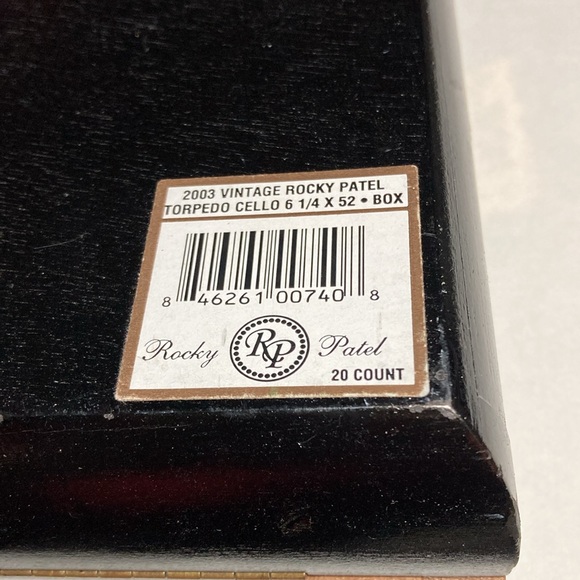 2003 VINTAGE ROCKY PATEL
TORPEDO CELLO 6 1/4 X 52 • BOX
8 46261 00740 8
Rocky RP Patel
20 COUNT